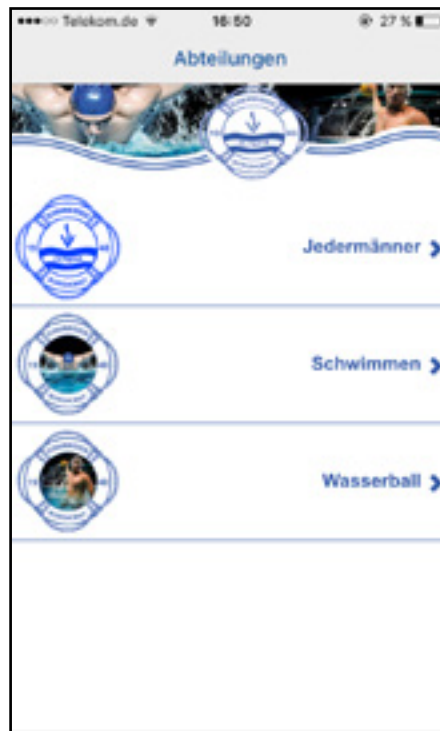 Telekom.de 16:50 27 %
Abteilungen
Jedermänner
Schwimmen
Wasserball